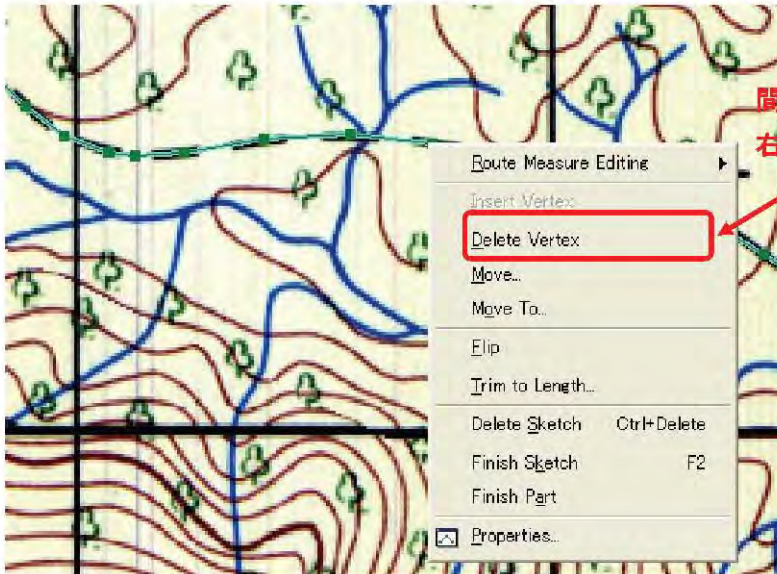 間
右
Route Measure Editing
Insert Vertex
Delete Vertex
Move...
Move To...
Flip
Trim to Length...
Delete Sketch Ctrl+Delete
Finish Sketch F2
Finish Part
Properties...